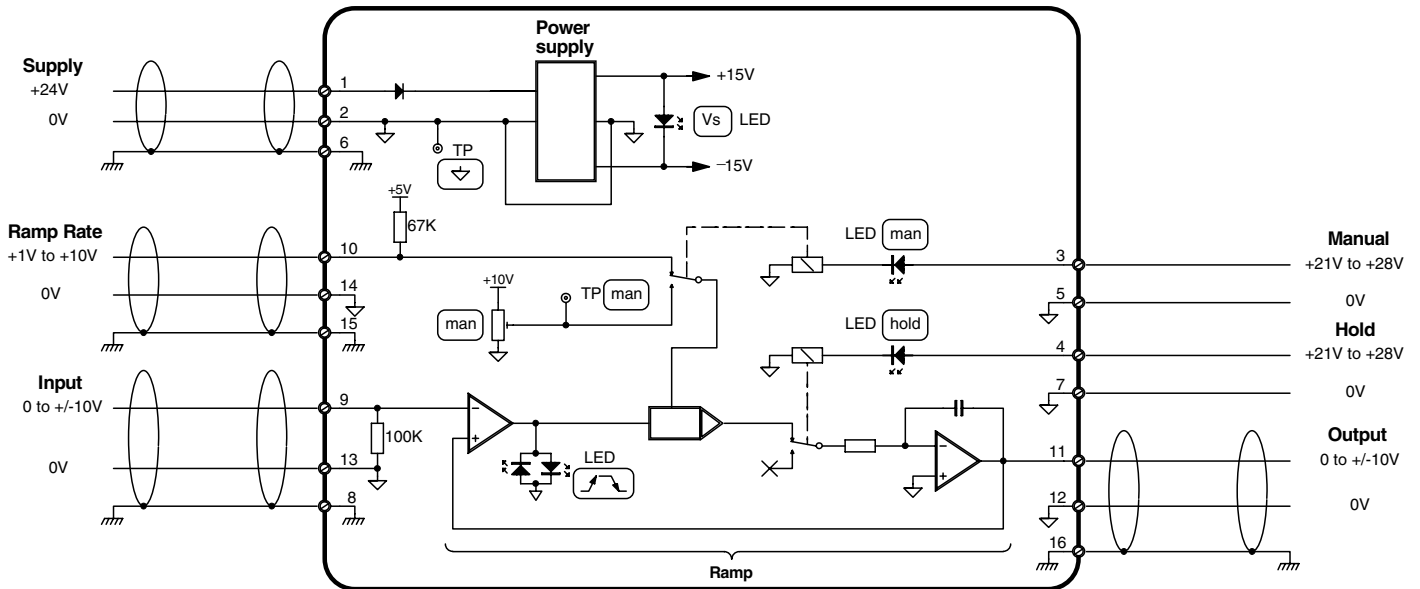 Power
supply
Supply
+24V
1
+15V
0V
2
Vs LED
6
TP
−15V
+5V
67K
Ramp Rate
+1V to +10V
10
LED man
3
Manual
+21V to +28V
0V
14
+10V
TP man
5
0V
15
man
LED hold
Hold
4
+21V to +28V
Input
0 to +/-10V
9
7
0V
100K
Output
11
0 to +/-10V
0V
13
LED
8
12
0V
16
Ramp